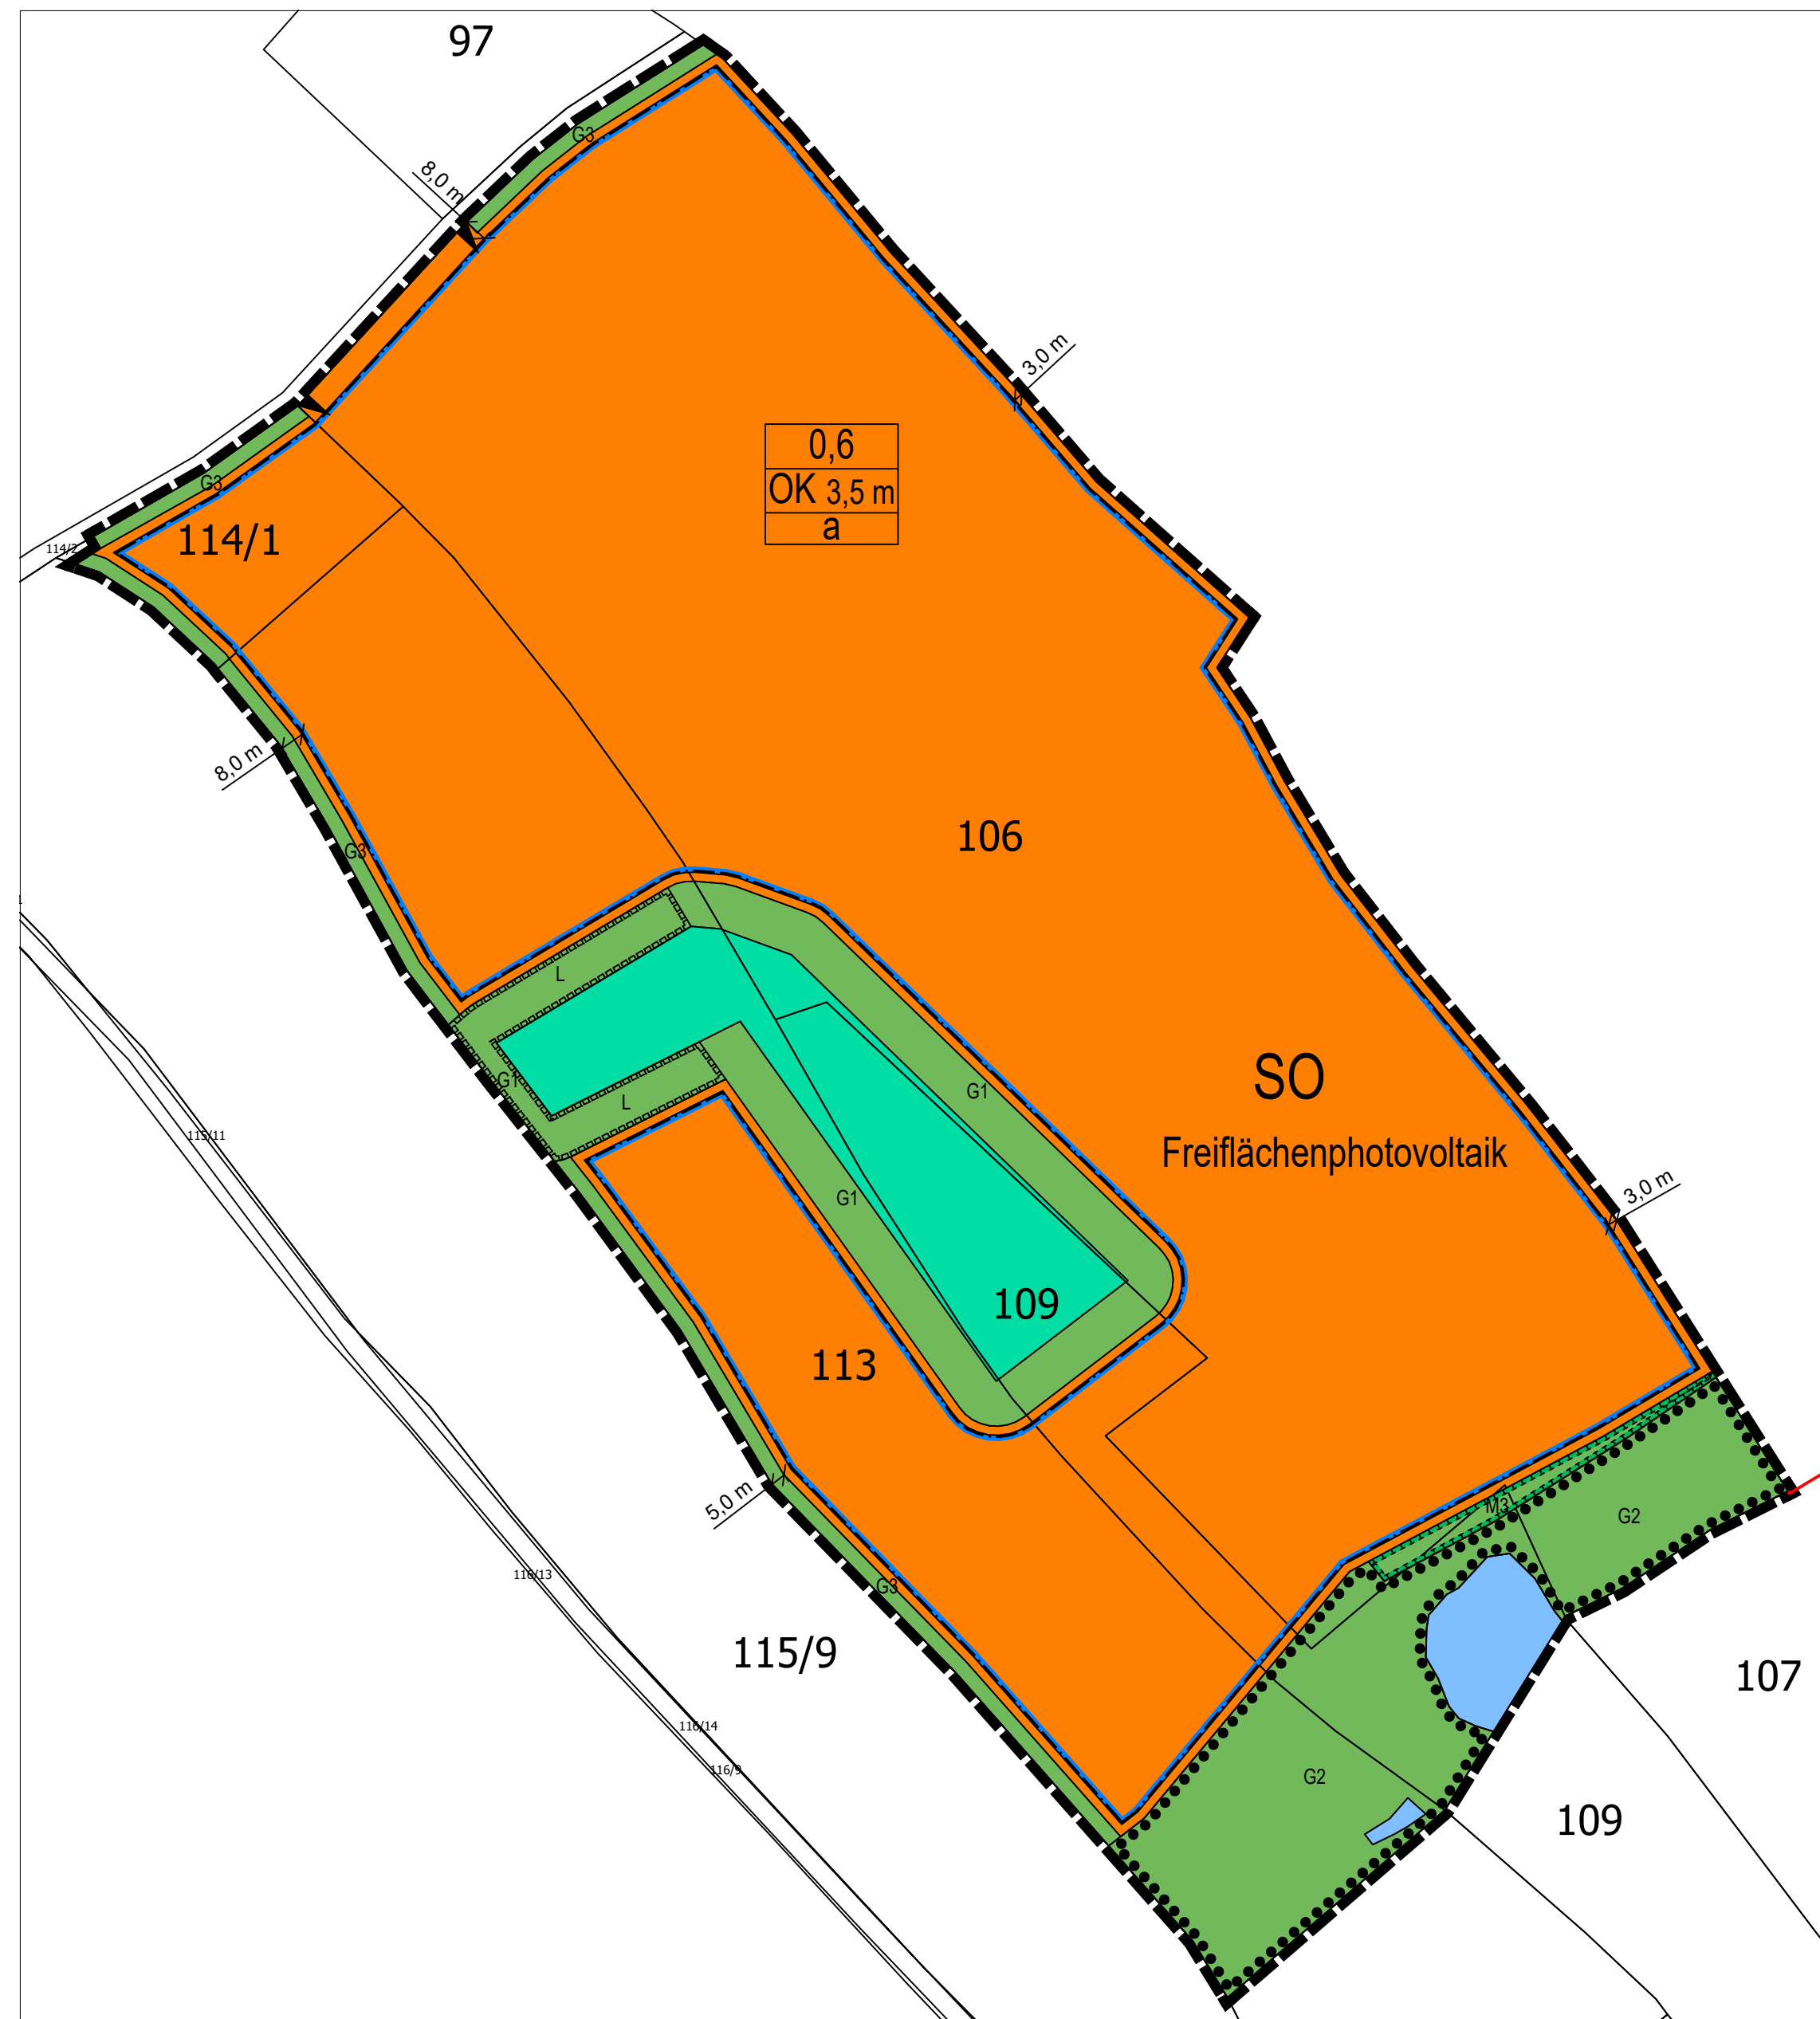 97
G3
8,0 m
3,0 m
0,6
OK 3,5 m
a
G3
114/1
114/2
8,0 m
106
G3
L
SO
G1
G1
L
115/11
Freiflächenphotovoltaik
3,0 m
G1
109
113
5,0 m
M3
G2
116/13
G3
115/9
107
116/14
116/9
G2
109